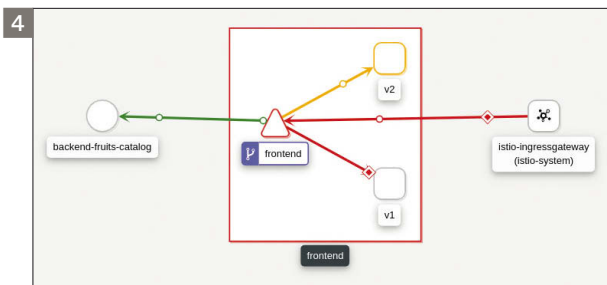 4
v2
backend-fruits-catalog
frontend
istio-ingressgateway
(istio-system)
v1
frontend